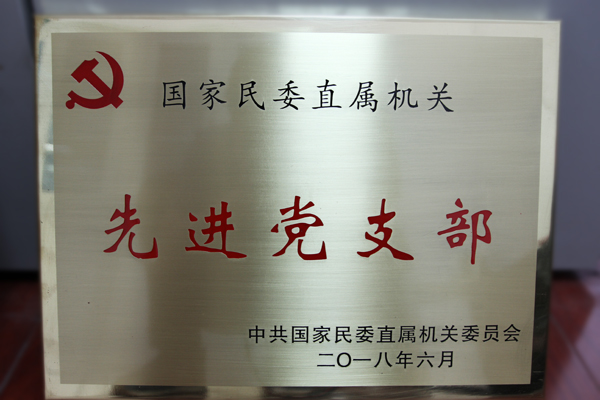 国家民委直属机关
先进党支部
中共国家民委直属机关委员会
二〇一八年六月